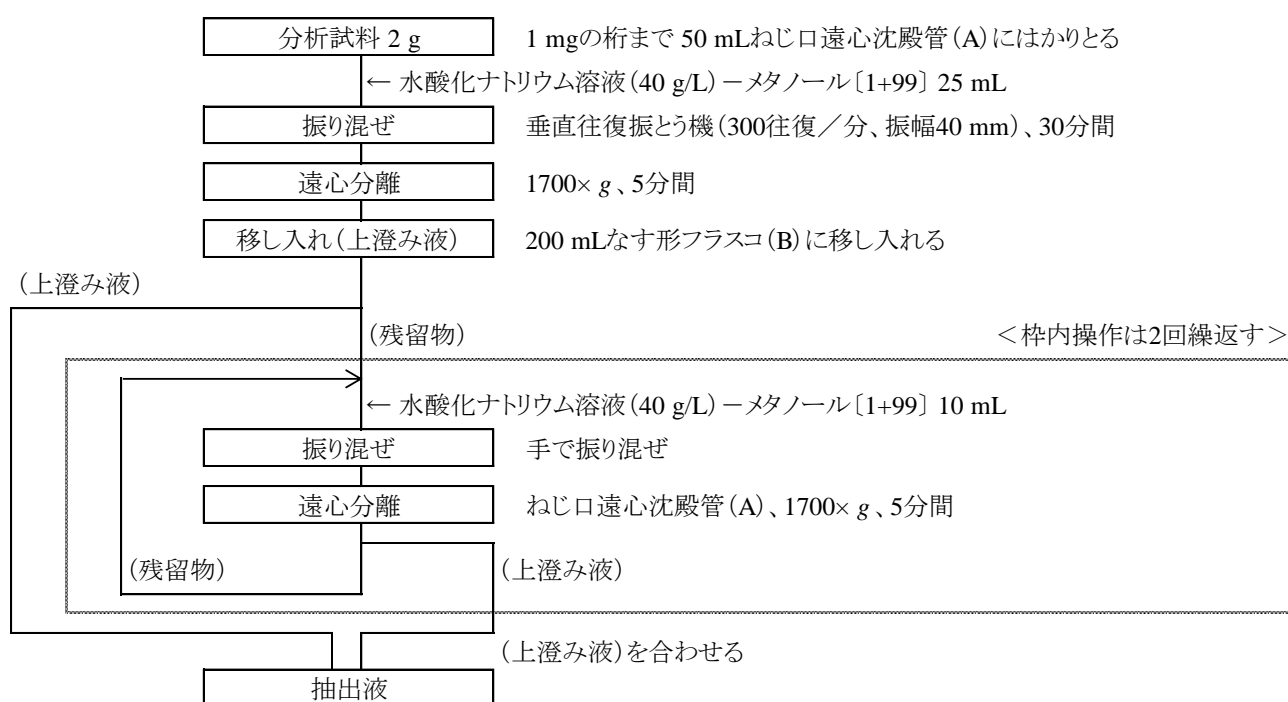 分析試料 2 g 1 mgの桁まで 50 mLねじ口遠心沈殿管（A）にはかりとる
← 水酸化ナトリウム溶液（40 g/L）－メタノール〔1+99〕 25 mL
振り混ぜ 垂直往復振とう機（300往復／分、振幅40 mm）、30分間
遠心分離 1700× g 、5分間
移し入れ（上澄み液） 200 mLなす形フラスコ（B）に移し入れる
（上澄み液）
（残留物） ＜枠内操作は2回繰返す＞
← 水酸化ナトリウム溶液（40 g/L）－メタノール〔1+99〕 10 mL
振り混ぜ 手で振り混ぜ
遠心分離 ねじ口遠心沈殿管（A）、1700× g 、5分間
（残留物） （上澄み液）
（上澄み液）を合わせる
抽出液